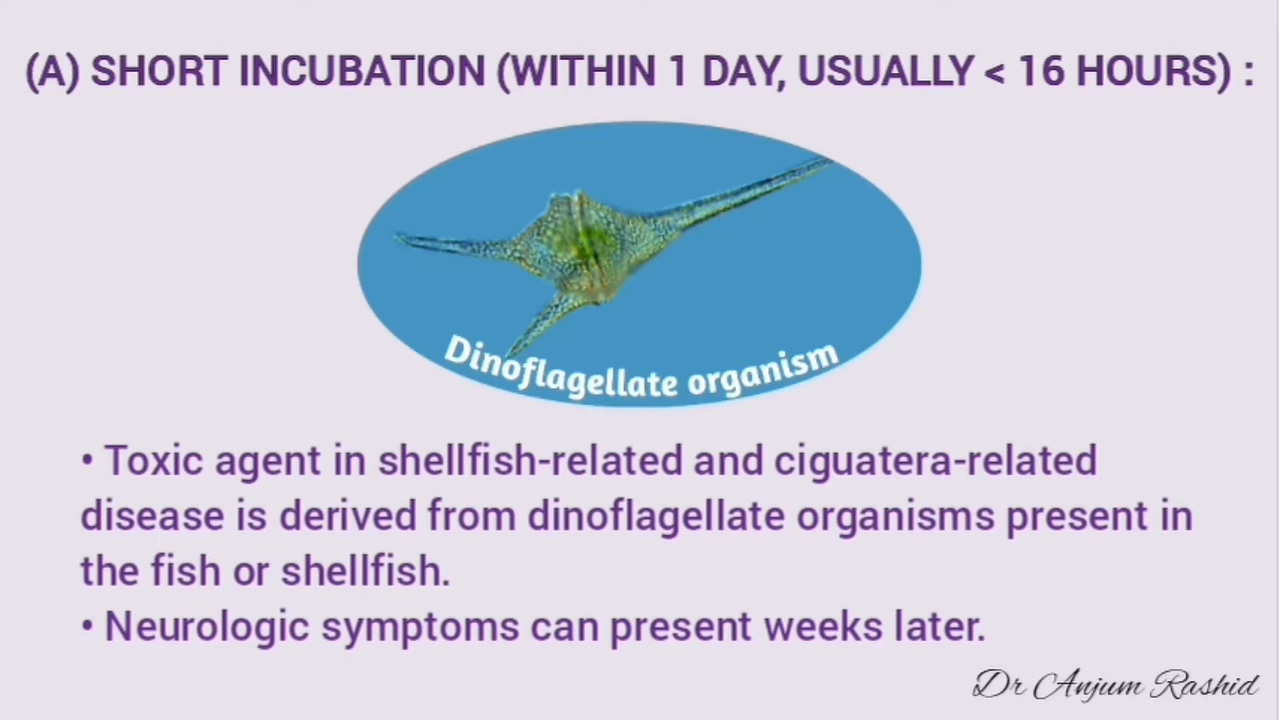 (A) SHORT INCUBATION (WITHIN 1 DAY, USUALLY < 16 HOURS) :
Dinoflagellate organism
• Toxic agent in shellfish-related and ciguatera-related
disease is derived from dinoflagellate organisms present in
the fish or shellfish.
• Neurologic symptoms can present weeks later.
Dr Anjum Rashid